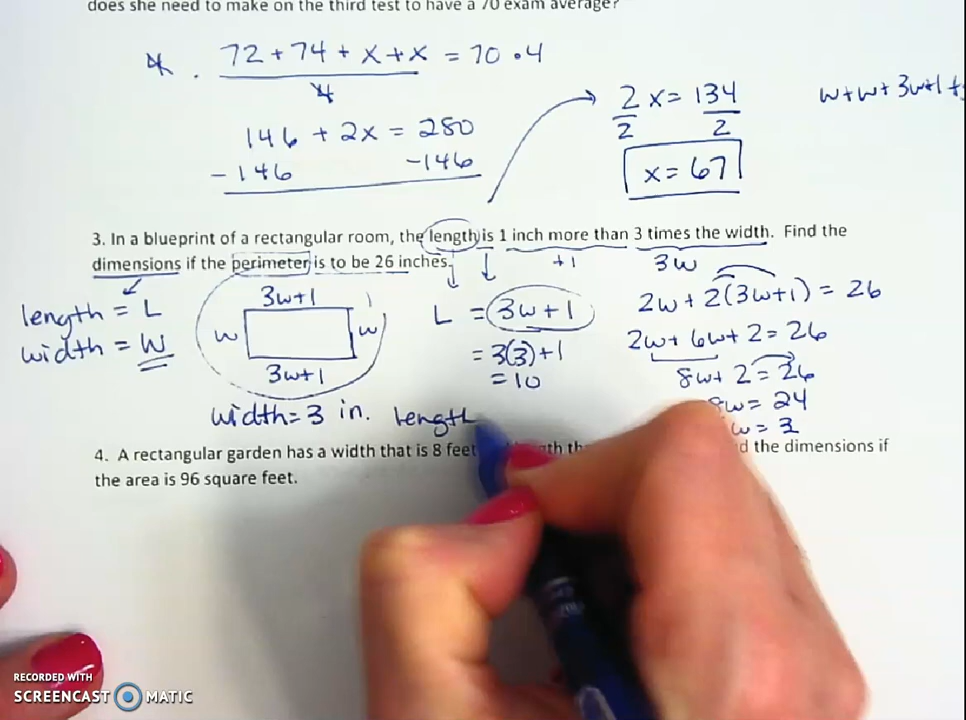 does she need to make on the third test to have a 70 exam average?
4 . 72 + 74 + x + x = 70 • 4
4
146 + 2x = 280
- 146 - 146
2x = 134
2 2
x = 67
w + w + 3w+1 +
3. In a blueprint of a rectangular room, the length is 1 inch more than 3 times the width. Find the
dimensions if the perimeter is to be 26 inches.
+1 3w
length = L
width = W
3w+1
w w
3w+1
L = 3w + 1
= 3(3)+1
= 10
2w + 2(3w+1) = 26
2w + 6w + 2 = 26
8w + 2 = 26
8w = 24
w = 3
width = 3 in. length
4. A rectangular garden has a width that is 8 feet d the dimensions if
the area is 96 square feet.
RECORDED WITH
SCREENCAST MATIC